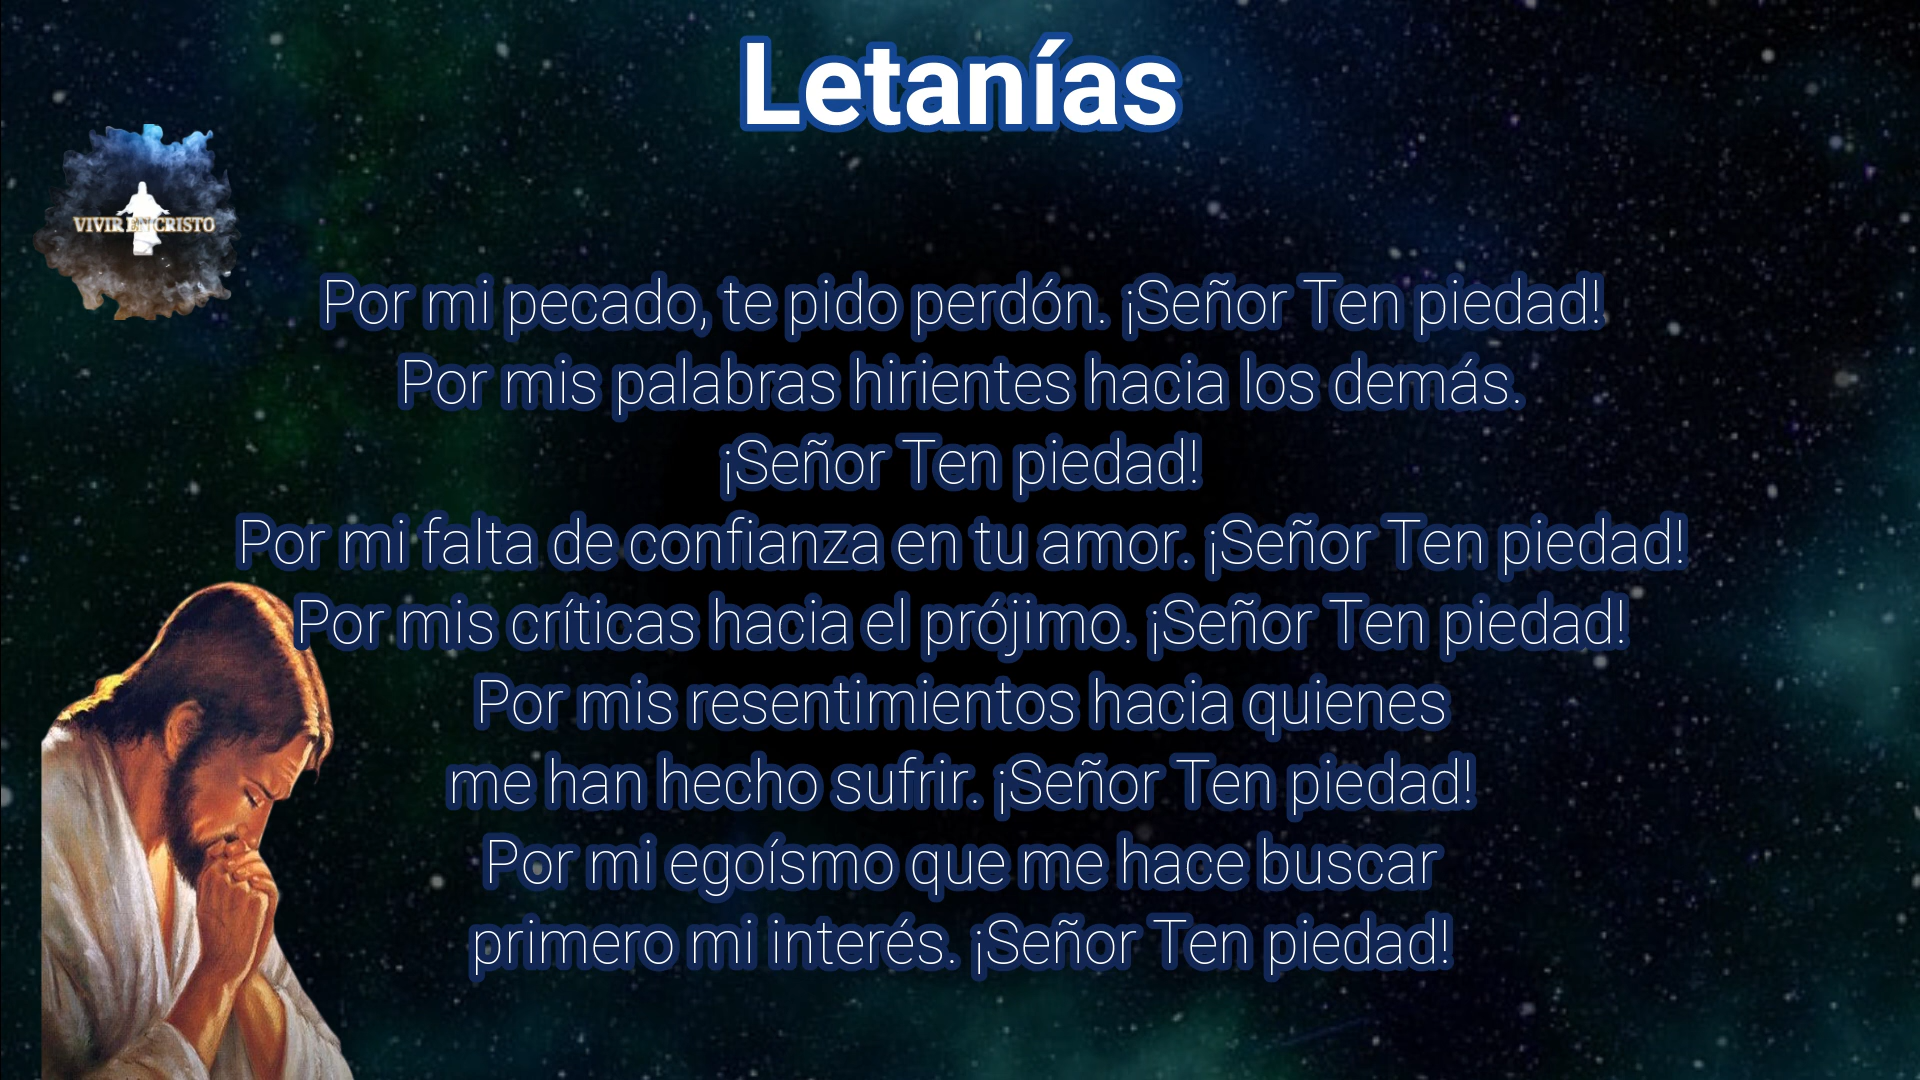 Letanías
VIVIR EN CRISTO
Por mi pecado, te pido perdón. ¡Señor Ten piedad!
Por mis palabras hirientes hacia los demás.
¡Señor Ten piedad!
Por mi falta de confianza en tu amor. ¡Señor Ten piedad!
Por mis críticas hacia el prójimo. ¡Señor Ten piedad!
Por mis resentimientos hacia quienes
me han hecho sufrir. ¡Señor Ten piedad!
Por mi egoísmo que me hace buscar
primero mi interés. ¡Señor Ten piedad!